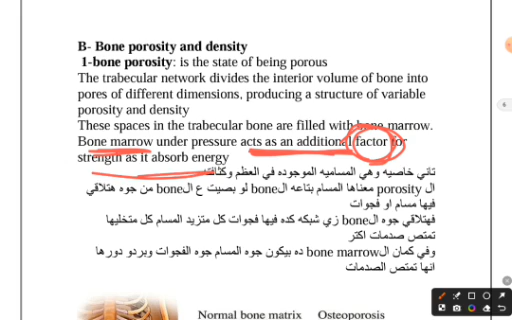 B- Bone porosity and density
1-bone porosity: is the state of being porous
The trabecular network divides the interior volume of bone into
pores of different dimensions, producing a structure of variable
porosity and density
These spaces in the trabecular bone are filled with bone marrow.
Bone marrow under pressure acts as an additional factor for
strength as it absorb energy
تاني خاصيه وهي المساميه الموجوده في العظم وكثافته
ال porosity معناها المسام بتاعه الbone لو بصيت ع الbone من جوه هتلاقي
فيها مسام او فجوات
فهتلاقي جوه الbone زي شبكه كده فيها فجوات كل متزيد المسام كل متخليها
تمتص صدمات اكتر
وفي كمان الbone marrow ده بيكون جوه المسام جوه الفجوات وبردو دورها
انها تمتص الصدمات
Normal bone matrix Osteoporosis